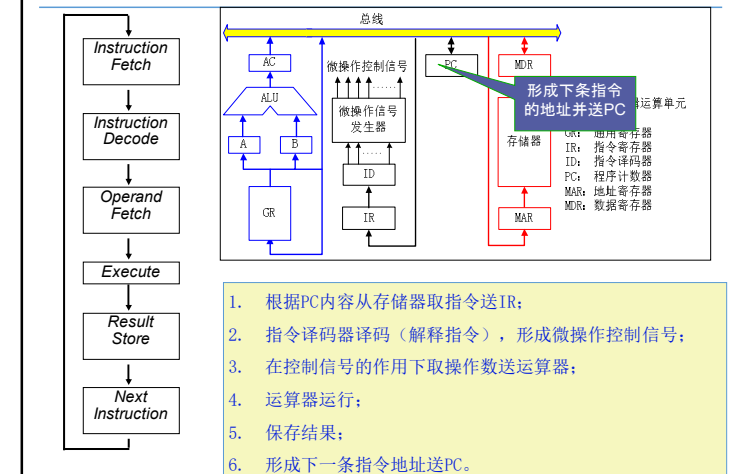 Instruction
Fetch
Instruction
Decode
Operand
Fetch
Execute
Result
Store
Next
Instruction
总线
AC
ALU
A
B
GR
微操作控制信号
微操作信号
发生器
ID
IR
PC
MDR
存储器
MAR
形成下条指令
的地址并送PC
运算单元
GR: 通用寄存器
IR: 指令寄存器
ID: 指令译码器
PC: 程序计数器
MAR: 地址寄存器
MDR: 数据寄存器
1. 根据PC内容从存储器取指令送IR;
2. 指令译码器译码（解释指令），形成微操作控制信号;
3. 在控制信号的作用下取操作数送运算器;
4. 运算器运行;
5. 保存结果;
6. 形成下一条指令地址送PC。